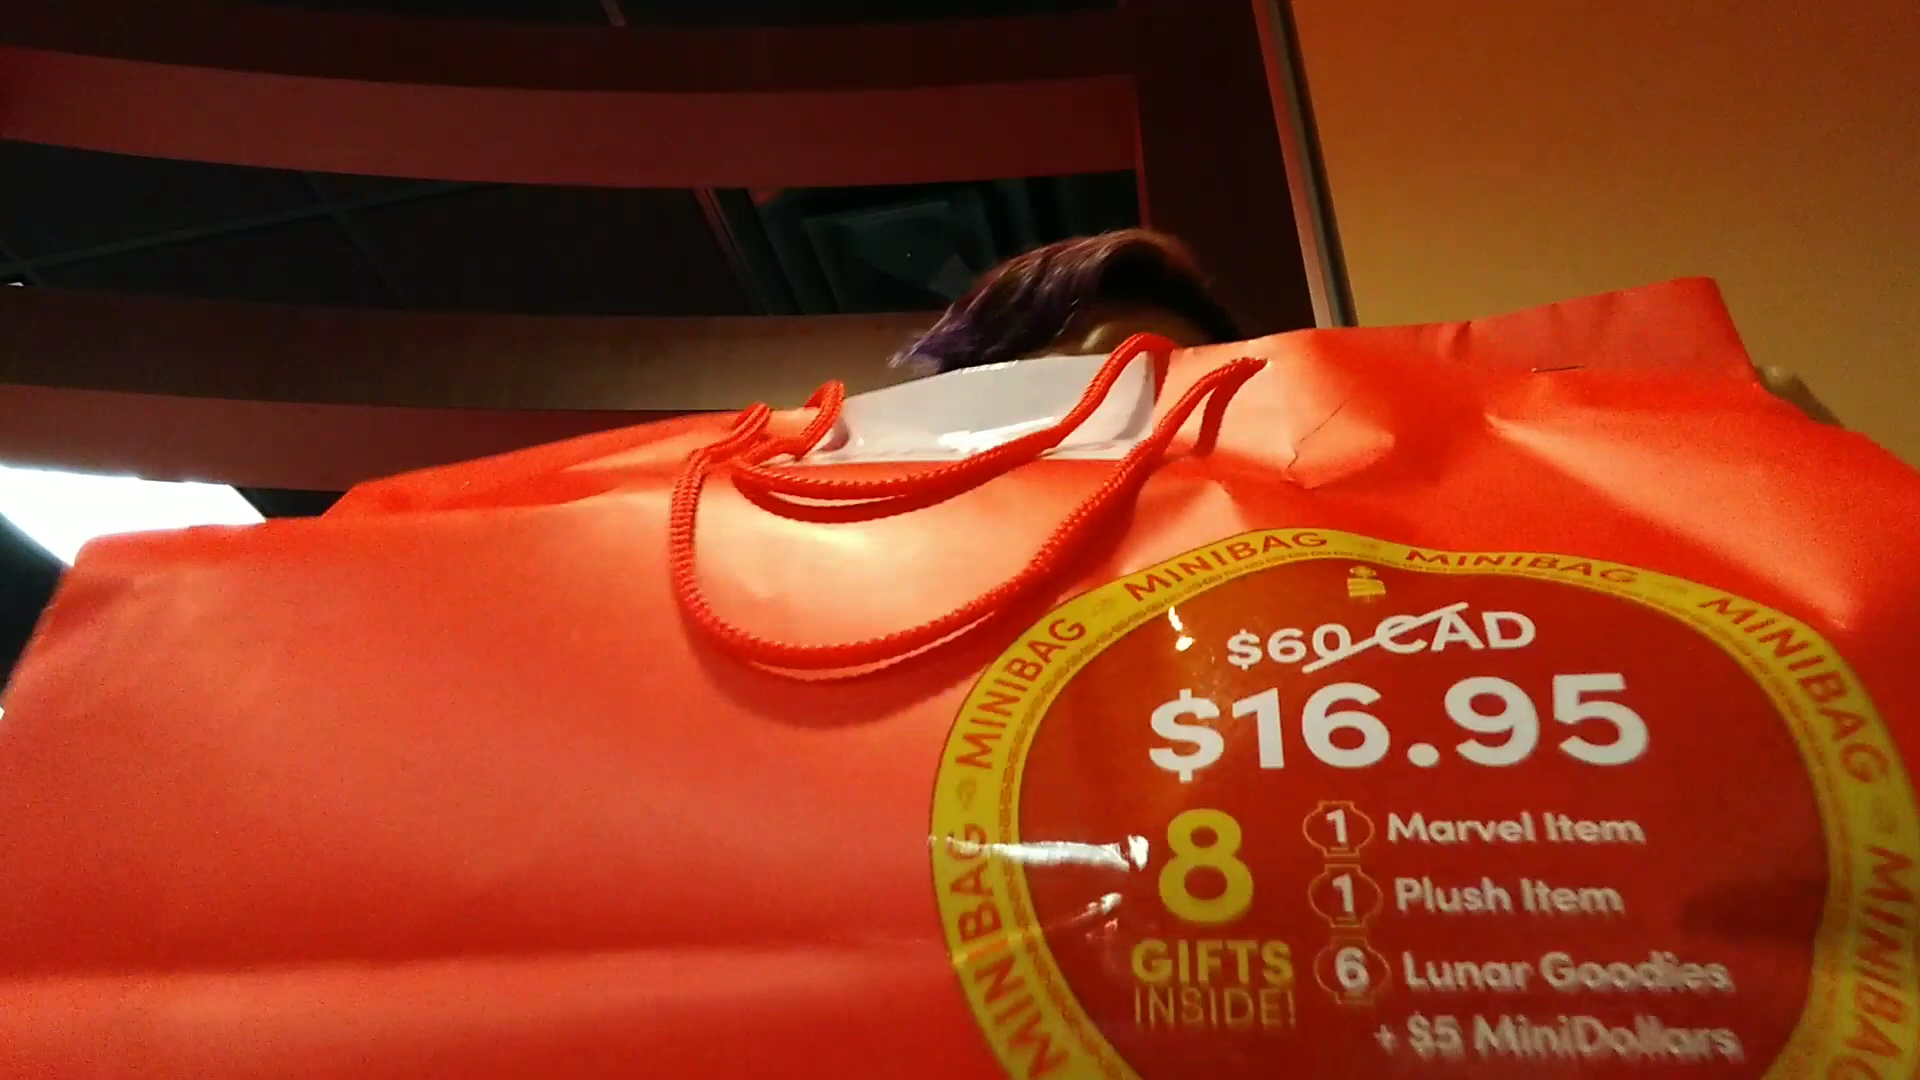 MINIBAG MINIBAG MINIBAG MINIBAG MINIBAG MINIBAG MINIBAG
$60 CAD
$16.95
8
GIFTS
INSIDE!
1 Marvel Item
1 Plush Item
6 Lunar Goodies
+ $5 MiniDollars